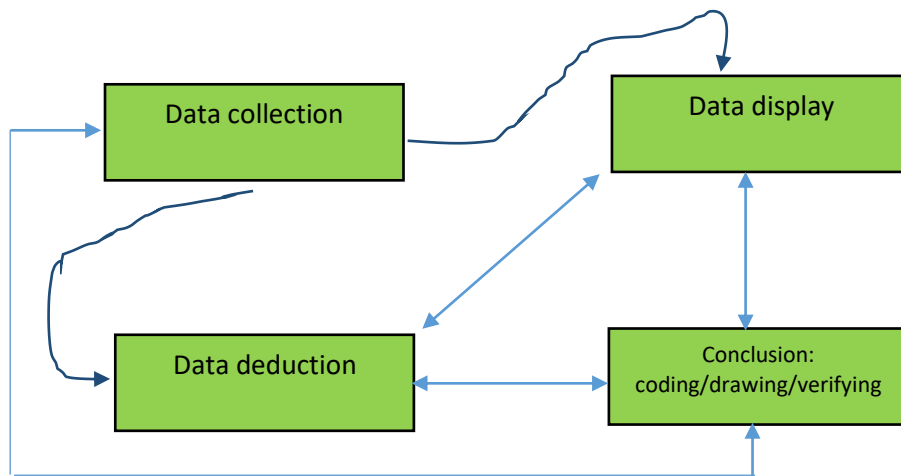 Data collection
Data display
Data deduction
Conclusion:
coding/drawing/verifying